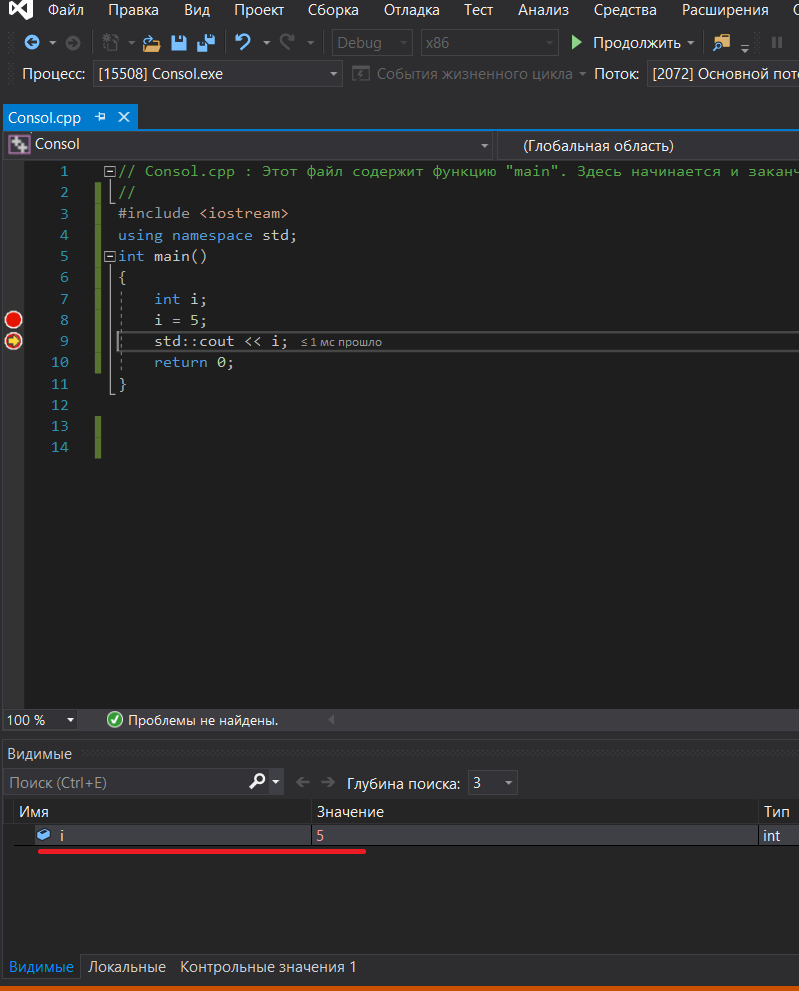 Файл Правка Вид Проект Сборка Отладка Тест Анализ Средства Расширения
Debug x86 Продолжить
Процесс: [15508] Consol.exe События жизненного цикла Поток: [2072] Основной пото
Consol.cpp
Consol (Глобальная область)
1 // Consol.cpp : Этот файл содержит функцию "main". Здесь начинается и заканч
2 //
3 #include <iostream>
4 using namespace std;
5 int main()
6 {
7 int i;
8 i = 5;
9 std::cout << i; ≤ 1 мс прошло
10 return 0;
11 }
12
13
14
100 % Проблемы не найдены.
Видимые
Поиск (Ctrl+E) Глубина поиска: 3
Имя Значение Тип
i 5 int
Видимые Локальные Контрольные значения 1